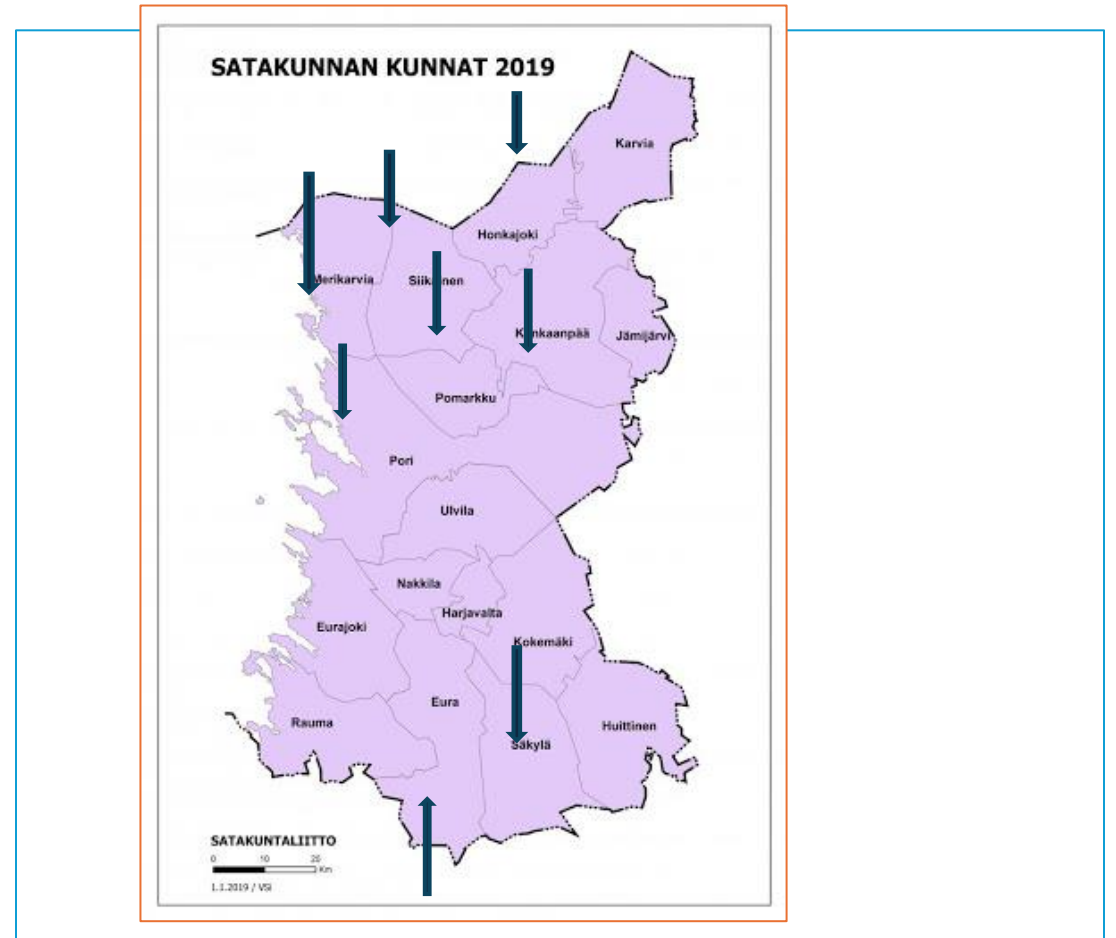 SATAKUNNAN KUNNAT 2019
Karvia
Honkajoki
Merikarvia
Siikainen
Kankaanpää
Jämijärvi
Pomarkku
Pori
Ulvila
Nakkila
Harjavalta
Eurajoki
Kokemäki
Eura
Rauma
Huittinen
Säkylä
SATAKUNTALIITTO
0 10 20
Km
1.1.2019 / VSI